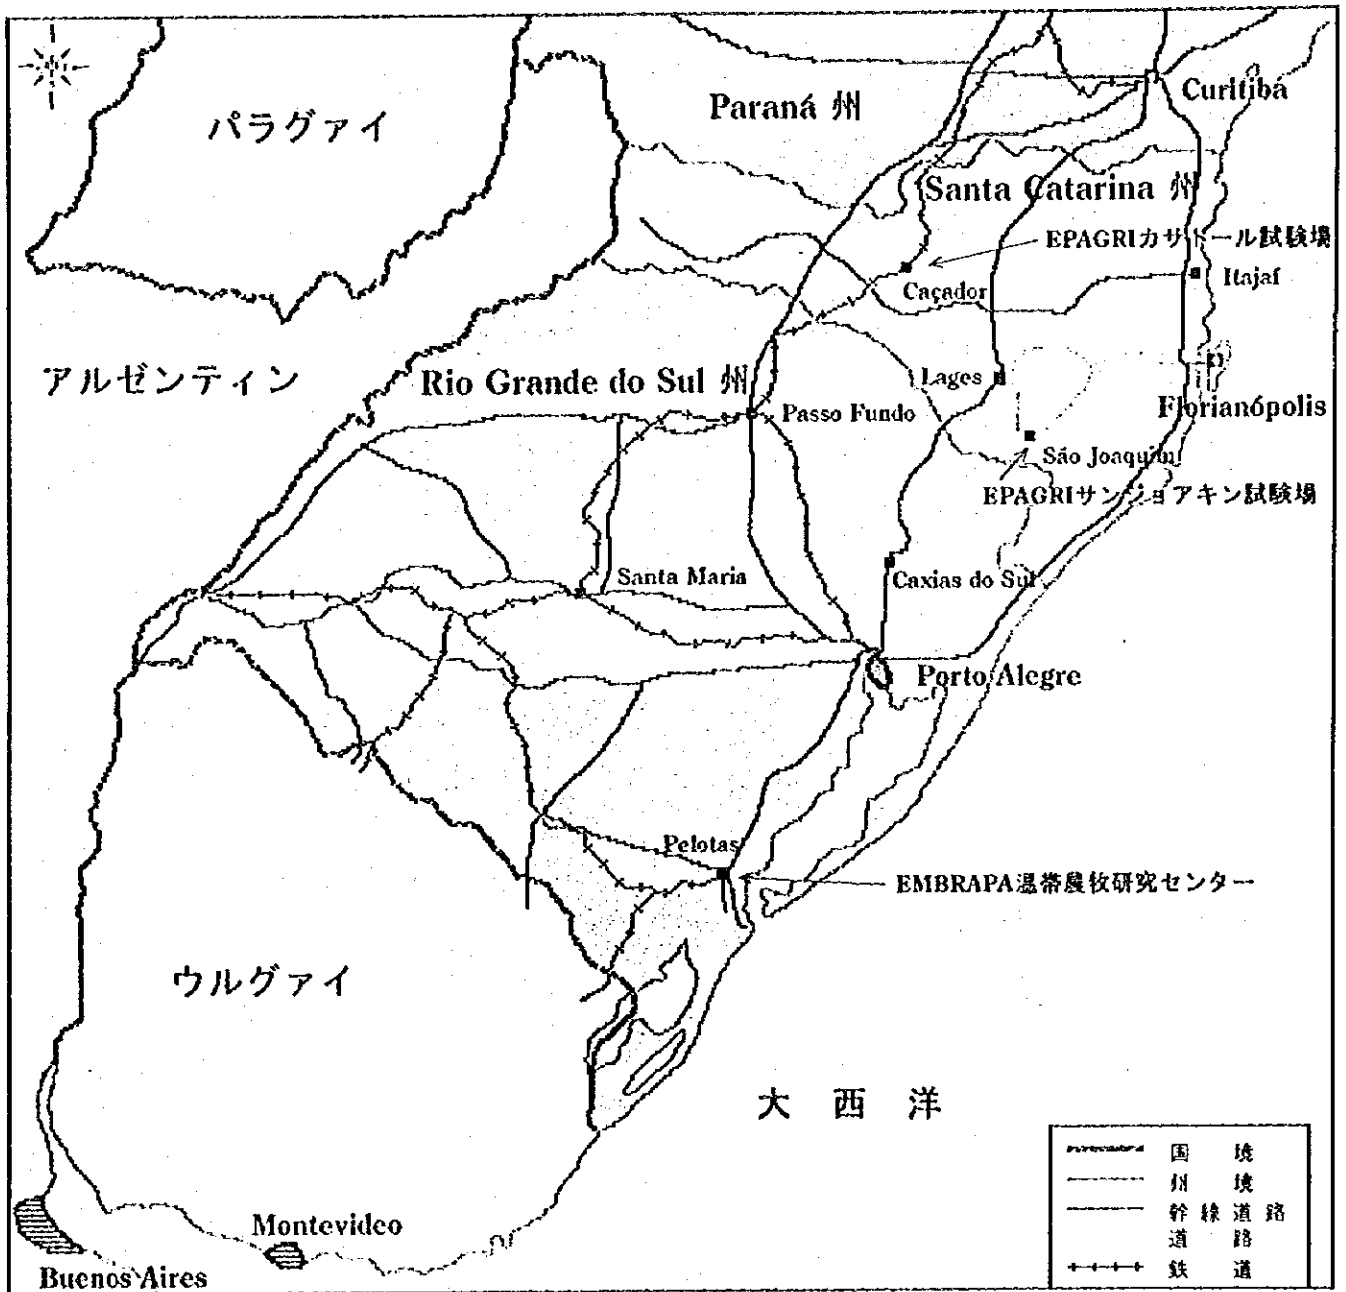 パラグァイ
Paraná 州
Curitibá
Santa Catarina 州
EPAGRIカサドール試験場
Caçador
Itajaí
アルゼンティン
Rio Grande do Sul 州
Lages
Passo Fundo
Florianópolis
São Joaquim
EPAGRIサンジョアキン試験場
Santa Maria
Caxias do Sul
Porto Alegre
Pelotas
EMBRAPA温帯農牧研究センター
ウルグァイ
大西洋
Montevideo
Buenos Aires
国境
州境
幹線道路
道路
鉄道